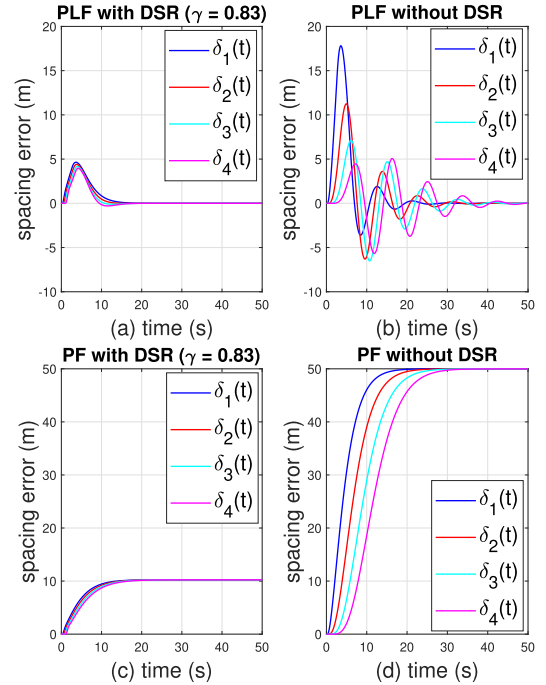 PLF with DSR (γ = 0.83)
spacing error (m)
20
15
10
5
0
-5
-10
0 10 20 30 40 50
δ1(t)
δ2(t)
δ3(t)
δ4(t)
(a) time (s)
PLF without DSR
spacing error (m)
20
15
10
5
0
-5
-10
0 10 20 30 40 50
δ1(t)
δ2(t)
δ3(t)
δ4(t)
(b) time (s)
PF with DSR (γ = 0.83)
spacing error (m)
50
40
30
20
10
0
0 10 20 30 40 50
δ1(t)
δ2(t)
δ3(t)
δ4(t)
(c) time (s)
PF without DSR
spacing error (m)
50
40
30
20
10
0
0 10 20 30 40 50
δ1(t)
δ2(t)
δ3(t)
δ4(t)
(d) time (s)